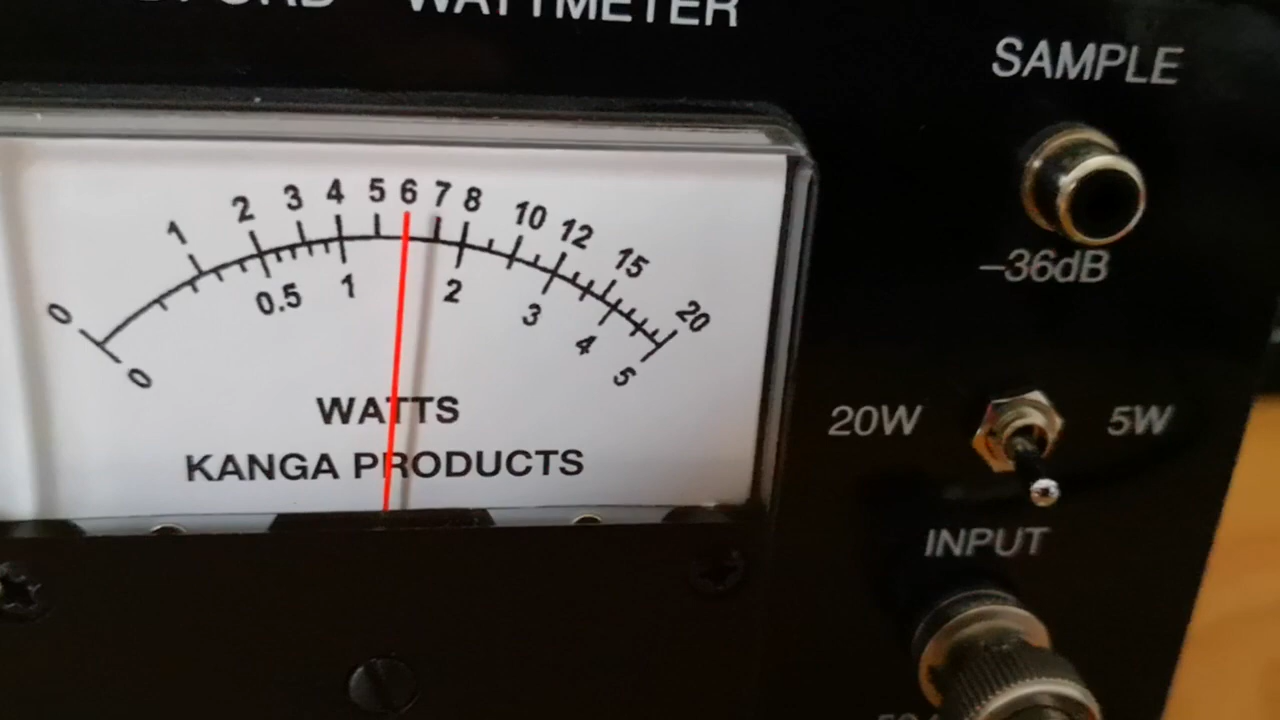 WATTMETER
SAMPLE
-36dB
0 1 2 3 4 5 6 7 8 10 12 15 20
0 0.5 1 2 3 4 5
WATTS
KANGA PRODUCTS
20W 5W
INPUT